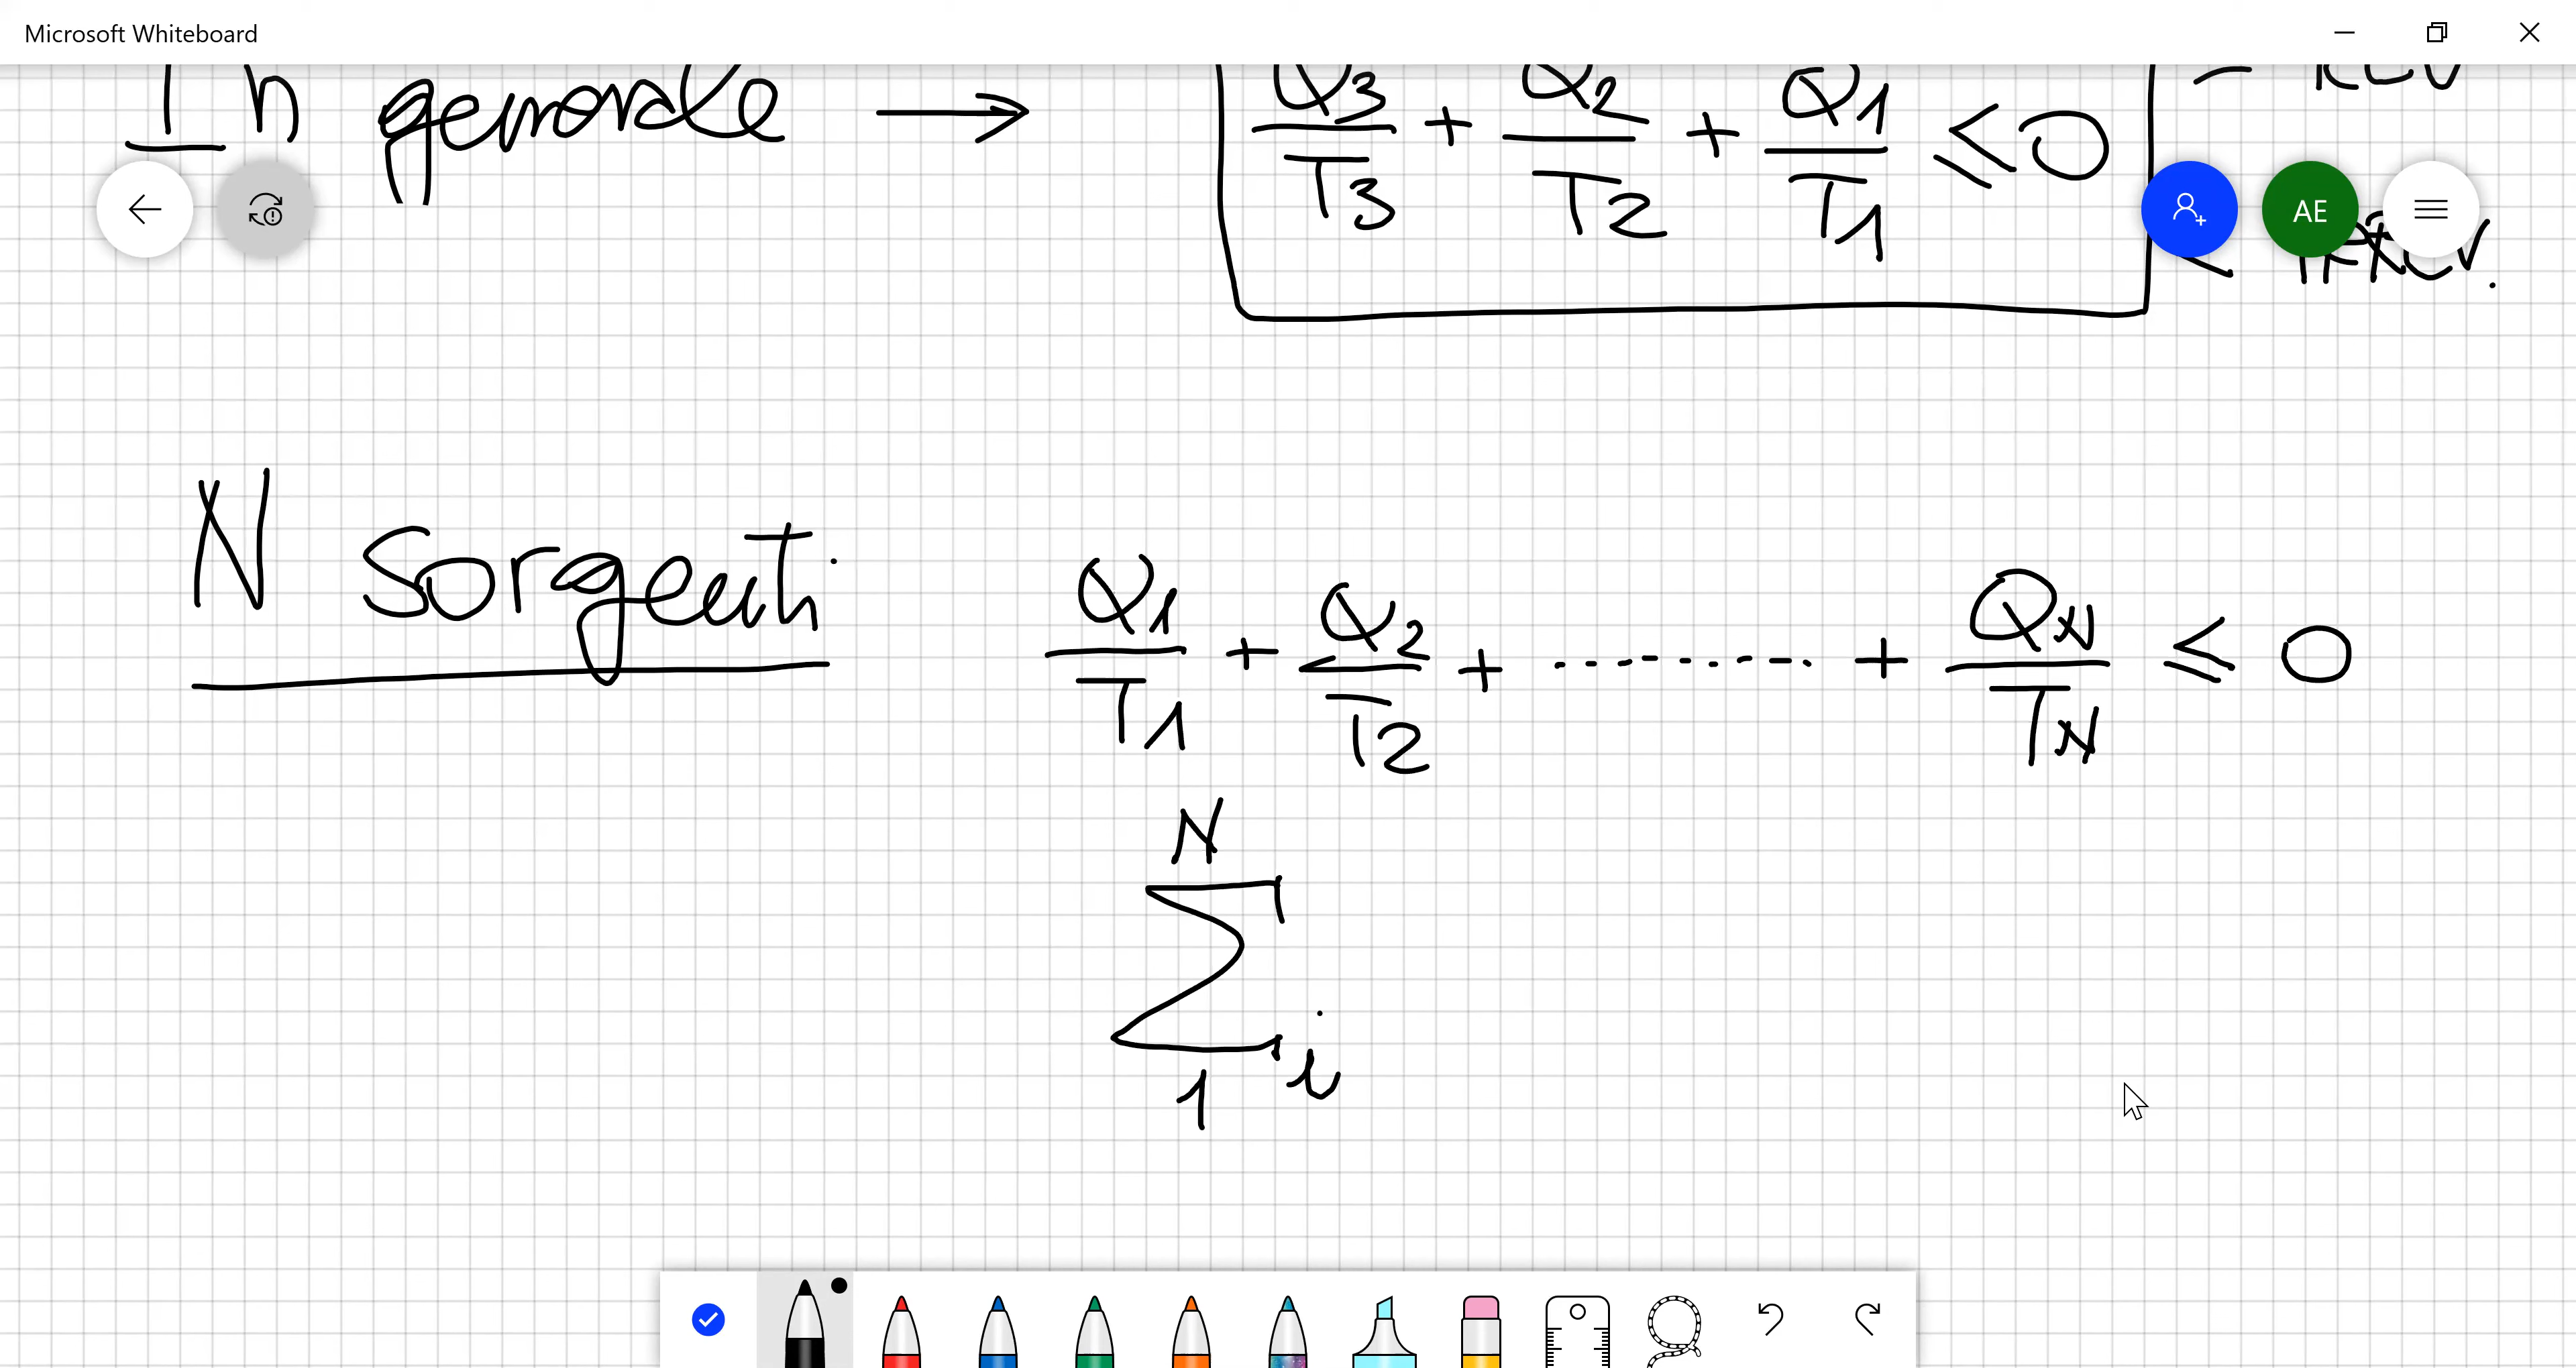 Microsoft Whiteboard
In generale → Q3/T3 + Q2/T2 + Q1/T1 ≤ 0 = REV
AE
N Sorgenti Q1/T1 + Q2/T2 + --------- + QN/TN ≤ 0
N
Σ i
1